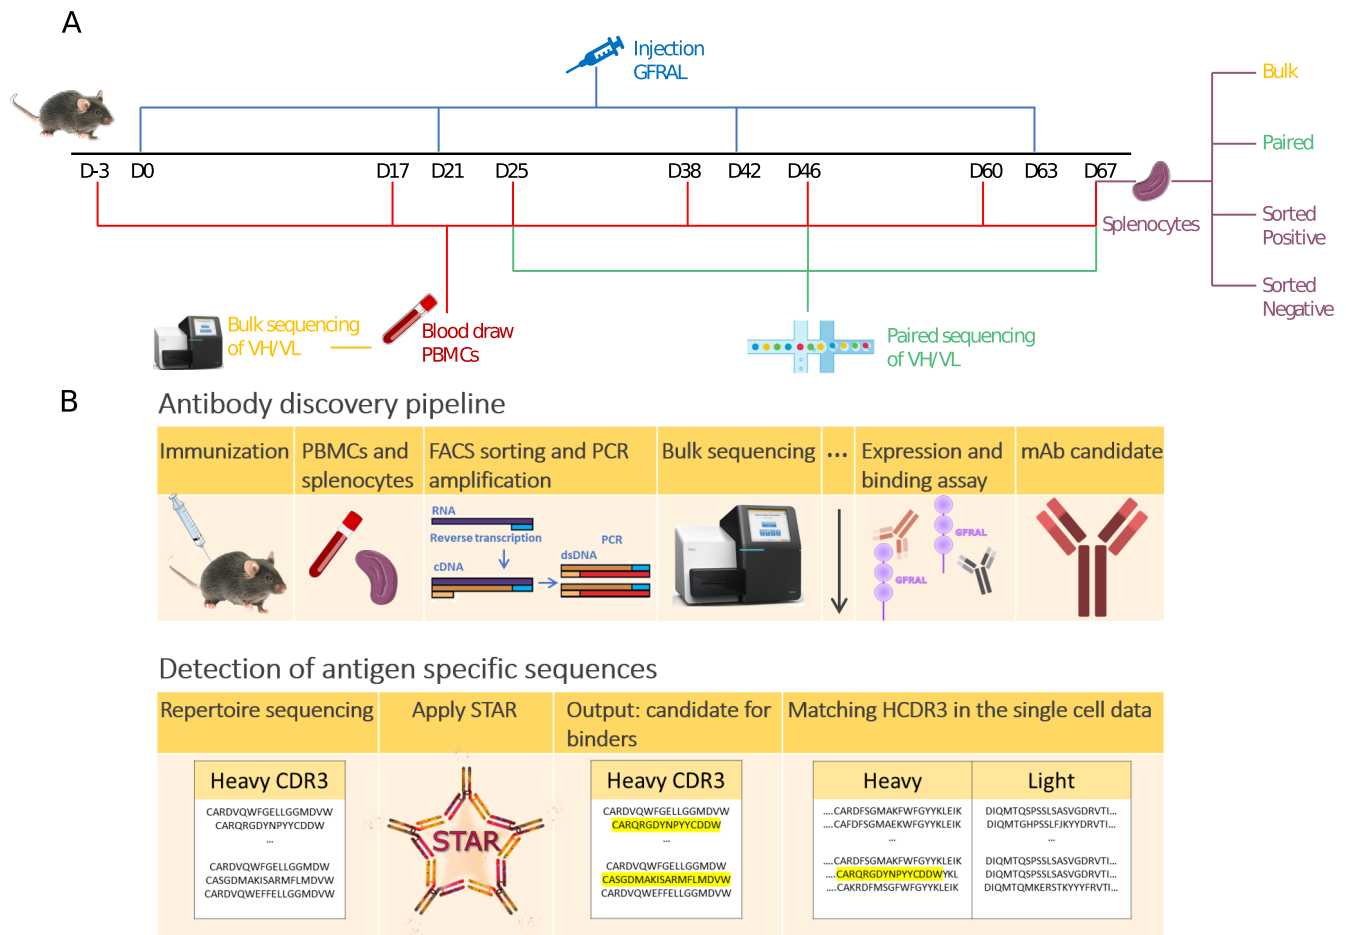 A
Injection
GFRAL
Bulk
Paired
Sorted
Positive
Sorted
Negative
D-3
D0
D17
D21
D25
D38
D42
D46
D60
D63
D67
Splenocytes
Bulk sequencing
of VH/VL
Blood draw
PBMCs
Paired sequencing
of VH/VL
B
Antibody discovery pipeline
Immunization
PBMCs and
splenocytes
FACS sorting and PCR
amplification
Bulk sequencing
...
Expression and
binding assay
mAb candidate
RNA
Reverse transcription
cDNA
PCR
dsDNA
GFRAL
GFRAL
Detection of antigen specific sequences
Repertoire sequencing
Apply STAR
Output: candidate for
binders
Matching HCDR3 in the single cell data
Heavy CDR3
CARDVQWFGELLGGMDVW
CARQRGDYNPYYCDDW
...
CARDVQWFGELLGGMDW
CASGDMAKISARMFLMDVW
CARDVQWEFFELLGGMDVW
STAR
Heavy CDR3
CARDVQWFGELLGGMDVW
CARQRGDYNPYYCDDW
...
CARDVQWFGELLGGMDW
CASGDMAKISARMFLMDVW
CARDVQWEFFELLGGMDVW
Heavy
....CARDFSGMAKFWFGYYKLEIK
....CAFDFSGMAEKWFGYYKLEIK
...
....CARDFSGMAKFWFGYYKLEIK
....CARQRGDYNPYYCDDWYKL
....CAKRDFMSGFWFGYYKLEIK
Light
DIQMTQSPSSLSASVGDRVTI...
DIQMTGHPSSLFJKYYDRVTI...
...
DIQMTQSPSSLSASVGDRVTI...
DIQMTQSPSSLSASVGDRVTI...
DIQMTQMKERSTKYYYFRVTI...